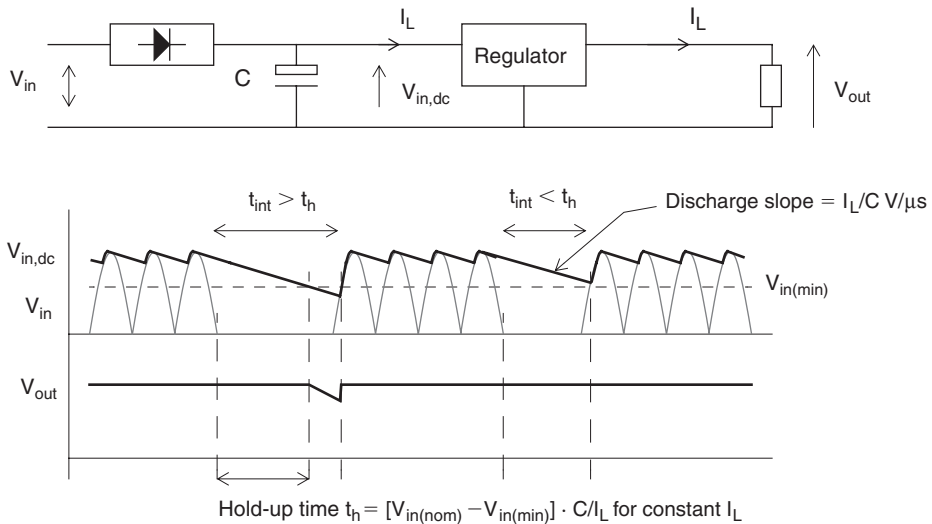 I_L
I_L
Regulator
V_in
C
V_in,dc
V_out
t_int > t_h
t_int < t_h
Discharge slope = I_L/C V/μs
V_in,dc
V_in(min)
V_in
V_out
Hold-up time t_h = [V_in(nom) – V_in(min)] · C/I_L for constant I_L